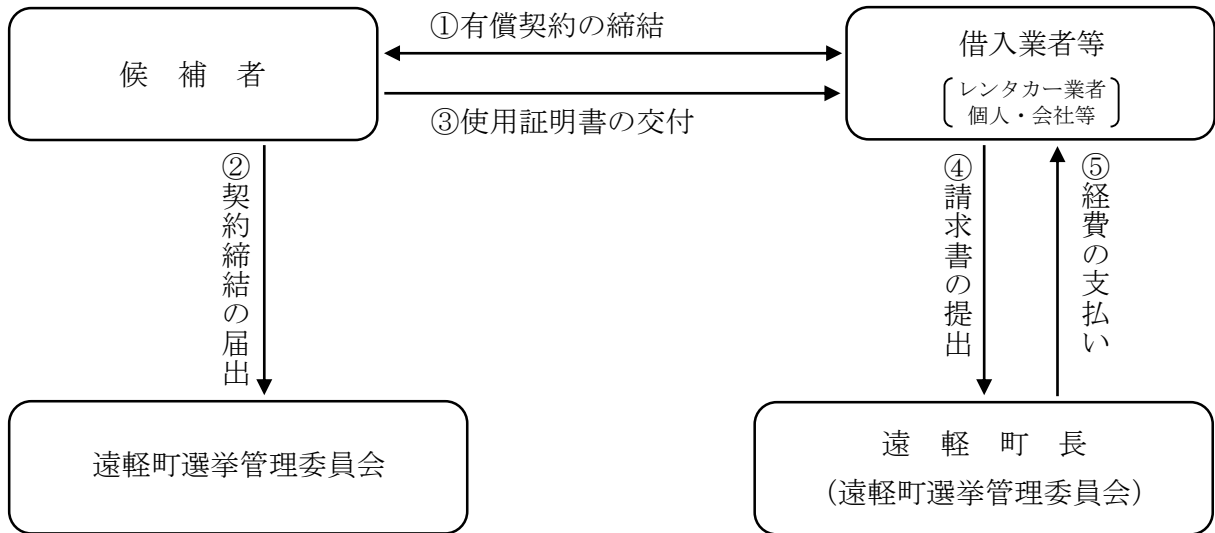 ①有償契約の締結
候補者
借入業者等
レンタカー業者
個人・会社等
③使用証明書の交付
②契約締結の届出
④請求書の提出
⑤経費の支払い
遠軽町選挙管理委員会
遠軽町長
(遠軽町選挙管理委員会)